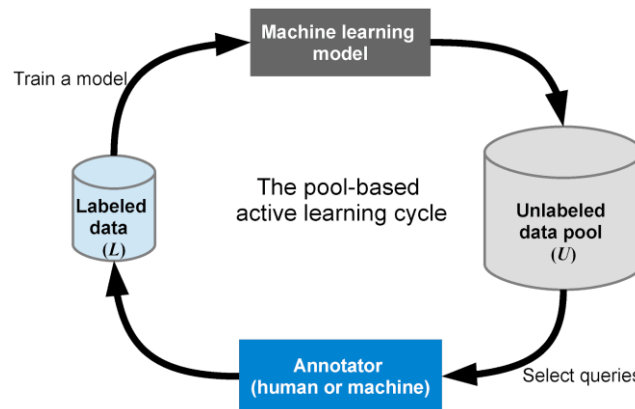 Machine learning
model
Train a model
Labeled
data
(L)
The pool-based
active learning cycle
Unlabeled
data pool
(U)
Annotator
(human or machine)
Select queries